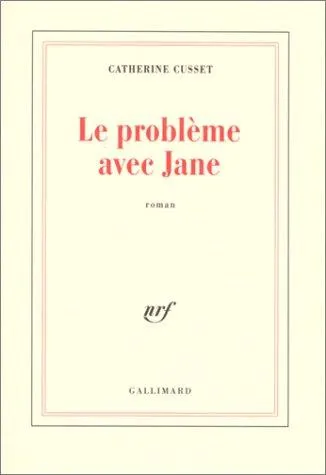 CATHERINE CUSSET
Le problème
avec Jane
roman
nrf
GALLIMARD